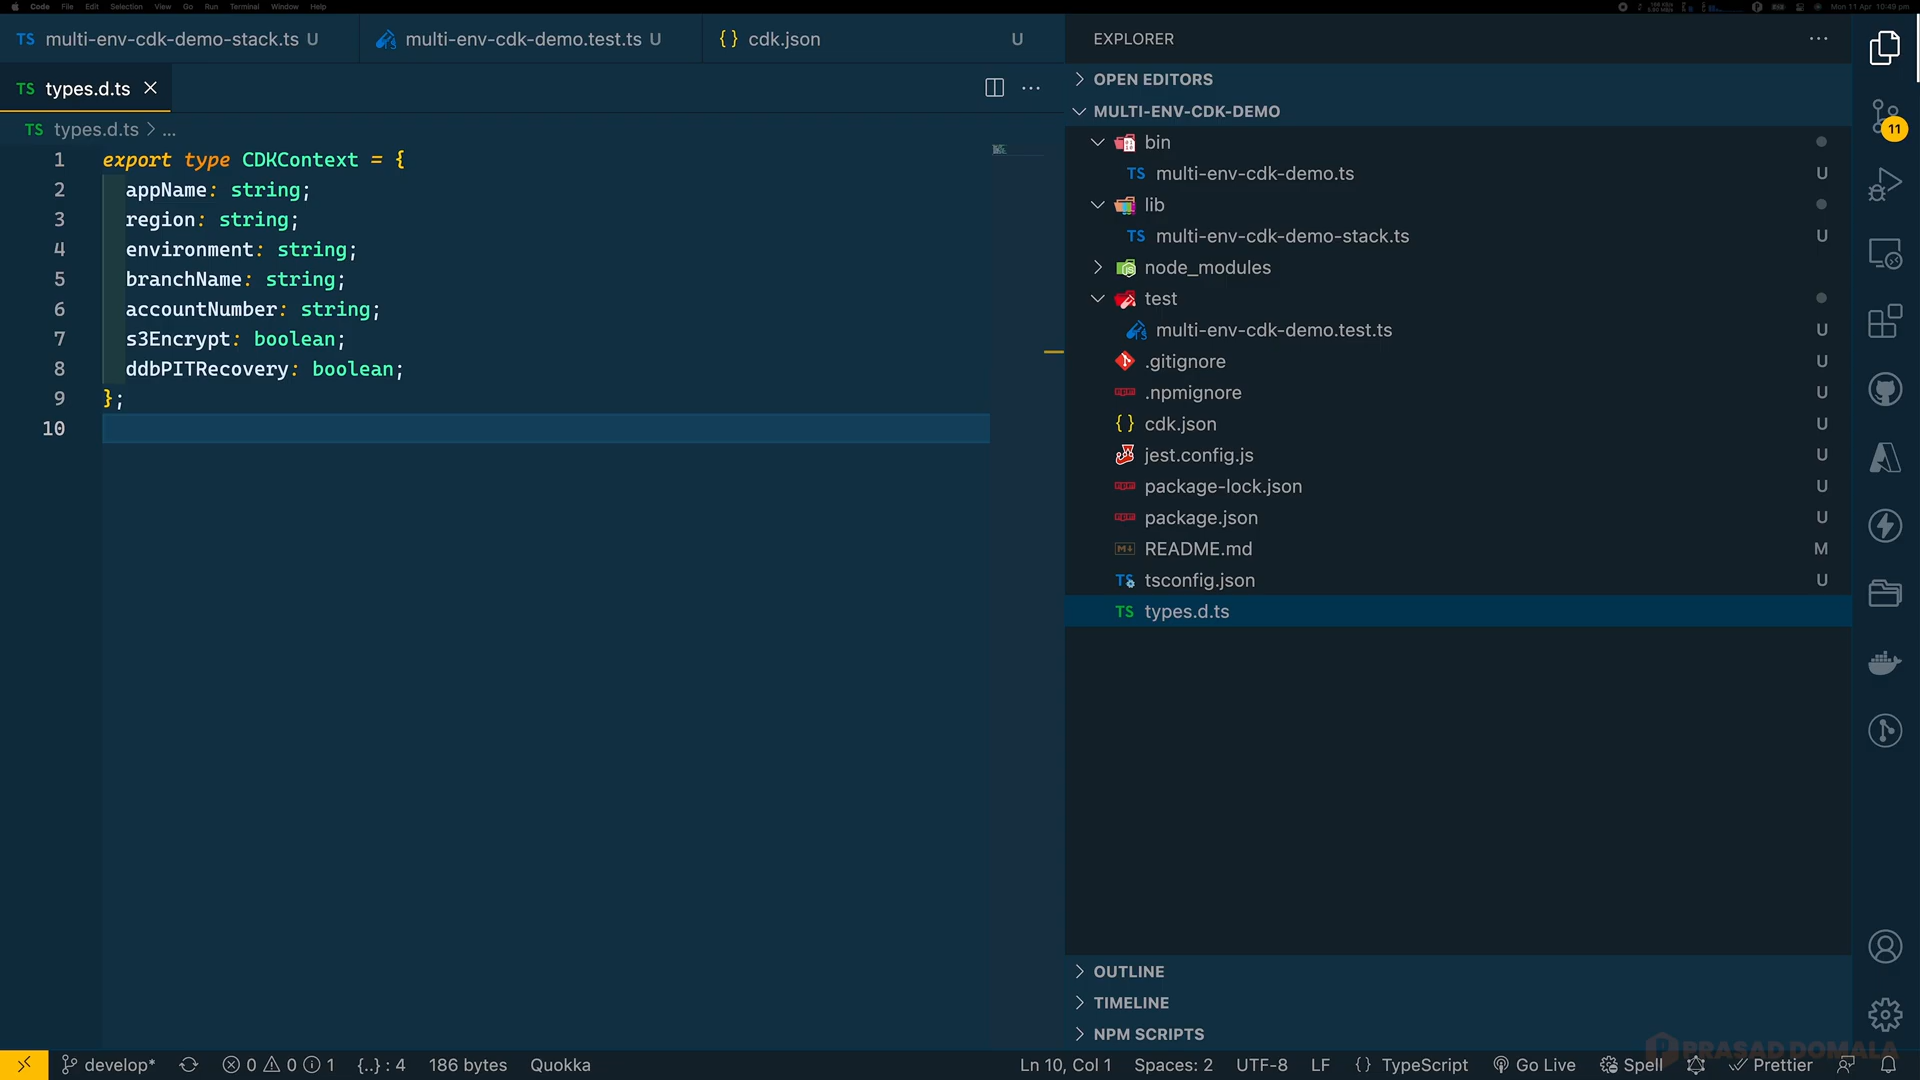 Code File Edit Selection View Go Run Terminal Window Help
Mon 11 Apr 10:49 pm
TS multi-env-cdk-demo-stack.ts U
multi-env-cdk-demo.test.ts U
{} cdk.json U
TS types.d.ts
TS types.d.ts > ...
1 export type CDKContext = {
2 appName: string;
3 region: string;
4 environment: string;
5 branchName: string;
6 accountNumber: string;
7 s3Encrypt: boolean;
8 ddbPITRecovery: boolean;
9 };
10
EXPLORER
OPEN EDITORS
MULTI-ENV-CDK-DEMO
bin
TS multi-env-cdk-demo.ts U
lib
TS multi-env-cdk-demo-stack.ts U
node_modules
test
multi-env-cdk-demo.test.ts U
.gitignore U
.npmignore U
{} cdk.json U
jest.config.js U
package-lock.json U
package.json U
README.md M
TS tsconfig.json U
TS types.d.ts
OUTLINE
TIMELINE
NPM SCRIPTS
11
develop* 0 0 1 {..} : 4 186 bytes Quokka
Ln 10, Col 1 Spaces: 2 UTF-8 LF {} TypeScript Go Live Spell Prettier
PRASAD DOMALA